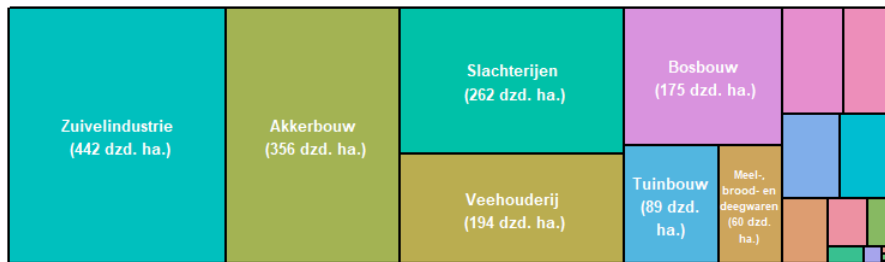 Zuivelindustrie
(442 dzd. ha.)
Akkerbouw
(356 dzd. ha.)
Slachterijen
(262 dzd. ha.)
Veehouderij
(194 dzd. ha.)
Bosbouw
(175 dzd. ha.)
Tuinbouw
(89 dzd.
ha.)
Meel-,
brood- en
deegwaren
(60 dzd.
ha.)